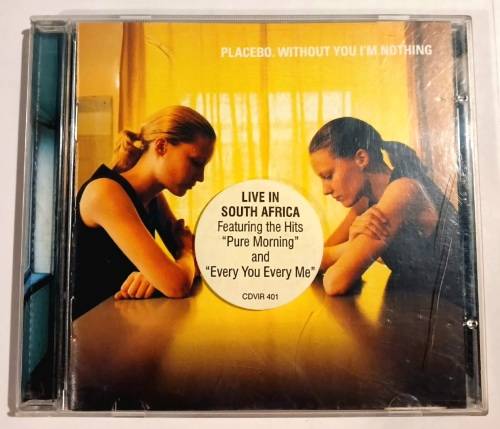 PLACEBO. WITHOUT YOU I'M NOTHING
LIVE IN
SOUTH AFRICA
Featuring the Hits
"Pure Morning"
and
"Every You Every Me"
CDVIR 401